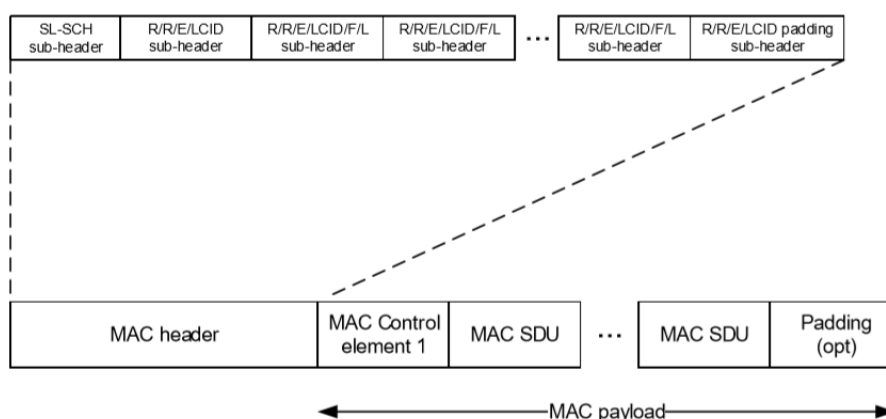 SL-SCH R/R/E/LCID R/R/E/LCID/F/L R/R/E/LCID/F/L ... R/R/E/LCID/F/L R/R/E/LCID padding
sub-header sub-header sub-header sub-header sub-header sub-header
MAC header MAC Control MAC SDU ... MAC SDU Padding
element 1 (opt)
MAC payload